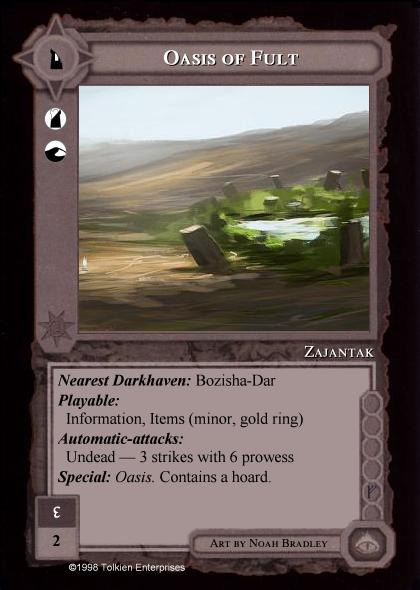 OASIS OF FULT
ZAJANTAK
Nearest Darkhaven: Bozisha-Dar
Playable:
Information, Items (minor, gold ring)
Automatic-attacks:
Undead — 3 strikes with 6 prowess
Special: Oasis. Contains a hoard.
ε
2
ART BY NOAH BRADLEY
©1998 Tolkien Enterprises